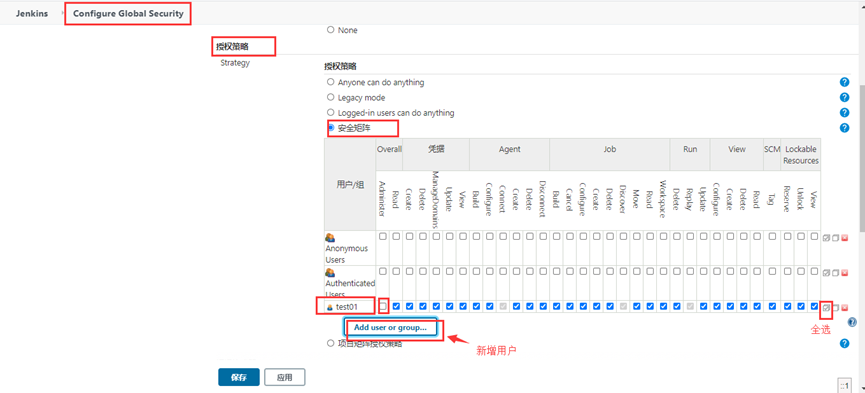 Jenkins
Configure Global Security
None
授权策略
Strategy
授权策略
Anyone can do anything
Legacy mode
Logged-in users can do anything
安全矩阵
用户/组
Overall 凭据 Agent Job Run View SCM Lockable Resources
Administer Read Create Delete ManageDomains Update View Build Configure Connect Create Delete Disconnect Build Cancel Configure Create Delete Discover Move Read Workspace Delete Replay Update Configure Create Delete Read Tag Reserve Unlock View
Anonymous
Users
Authenticated
Users
test01
全选
Add user or group...
新增用户
项目矩阵授权策略
保存 应用
::1